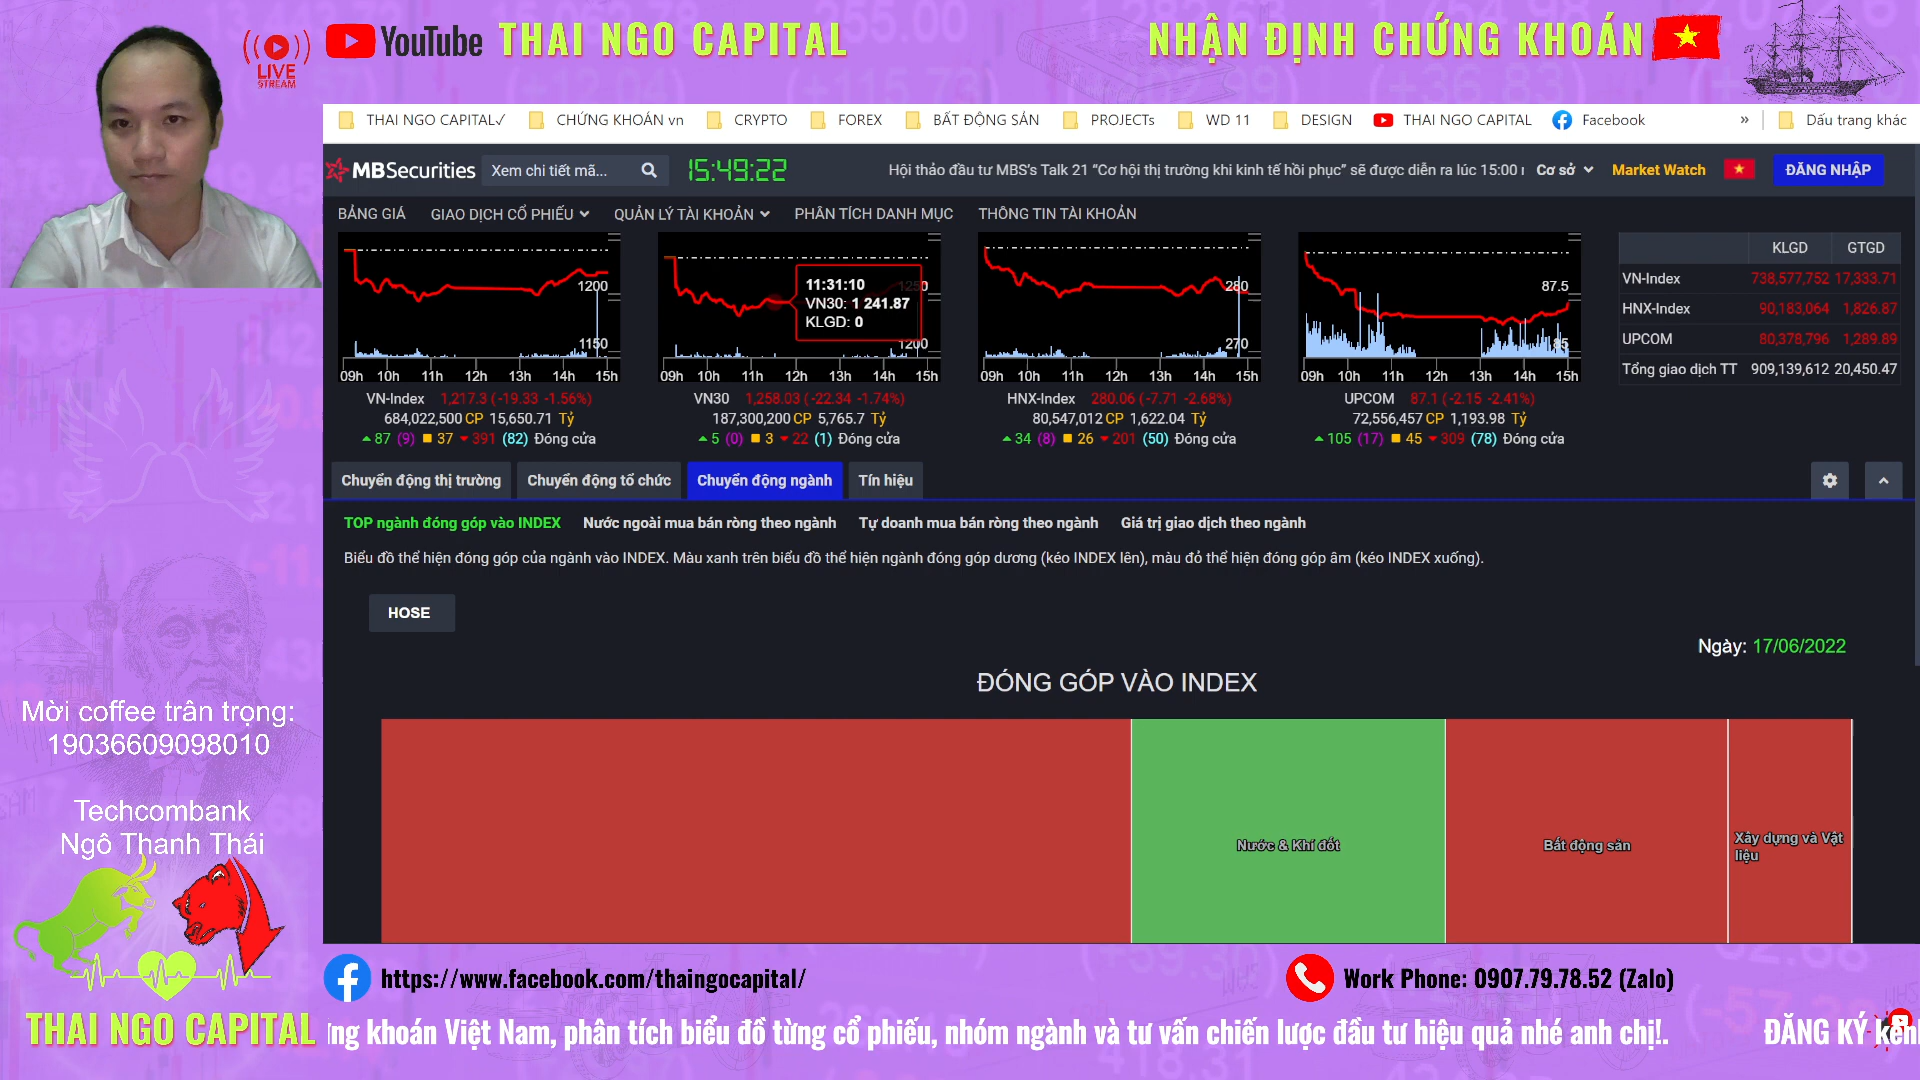 LIVE
STREAM
YouTube THAI NGO CAPITAL
NHẬN ĐỊNH CHỨNG KHOÁN
THAI NGO CAPITAL✓ CHỨNG KHOÁN vn CRYPTO FOREX BẤT ĐỘNG SẢN PROJECTs WD 11 DESIGN THAI NGO CAPITAL Facebook » Dấu trang khác
MBSecurities Xem chi tiết mã... 15:49:22 Hội thảo đầu tư MBS's Talk 21 “Cơ hội thị trường khi kinh tế hồi phục” sẽ được diễn ra lúc 15:00 Cơ sở Market Watch ĐĂNG NHẬP
BẢNG GIÁ GIAO DỊCH CỔ PHIẾU QUẢN LÝ TÀI KHOẢN PHÂN TÍCH DANH MỤC THÔNG TIN TÀI KHOẢN
1200
1150
09h 10h 11h 12h 13h 14h 15h
VN-Index 1,217.3 (-19.33 -1.56%)
684,022,500 CP 15,650.71 Tỷ
87 (9) 37 391 (82) Đóng cửa
11:31:10
VN30: 1 241.87
KLGD: 0
1250
1200
09h 10h 11h 12h 13h 14h 15h
VN30 1,258.03 (-22.34 -1.74%)
187,300,200 CP 5,765.7 Tỷ
5 (0) 3 22 (1) Đóng cửa
280
270
09h 10h 11h 12h 13h 14h 15h
HNX-Index 280.06 (-7.71 -2.68%)
80,547,012 CP 1,622.04 Tỷ
34 (8) 26 201 (50) Đóng cửa
87.5
85
09h 10h 11h 12h 13h 14h 15h
UPCOM 87.1 (-2.15 -2.41%)
72,556,457 CP 1,193.98 Tỷ
105 (17) 45 309 (78) Đóng cửa
KLGD GTGD
VN-Index 738,577,752 17,333.71
HNX-Index 90,183,064 1,826.87
UPCOM 80,378,796 1,289.89
Tổng giao dịch TT 909,139,612 20,450.47
Chuyển động thị trường Chuyển động tổ chức Chuyển động ngành Tín hiệu
TOP ngành đóng góp vào INDEX Nước ngoài mua bán ròng theo ngành Tự doanh mua bán ròng theo ngành Giá trị giao dịch theo ngành
Biểu đồ thể hiện đóng góp của ngành vào INDEX. Màu xanh trên biểu đồ thể hiện ngành đóng góp dương (kéo INDEX lên), màu đỏ thể hiện đóng góp âm (kéo INDEX xuống).
HOSE
Ngày: 17/06/2022
ĐÓNG GÓP VÀO INDEX
Nước & Khí đốt
Bất động sản
Xây dựng và Vật
liệu
Mời coffee trân trọng:
19036609098010
Techcombank
Ngô Thanh Thái
THAI NGO CAPITAL
https://www.facebook.com/thaingocapital/
Work Phone: 0907.79.78.52 (Zalo)
khoán Việt Nam, phân tích biểu đồ từng cổ phiếu, nhóm ngành và tư vấn chiến lược đầu tư hiệu quả nhé anh chị!. ĐĂNG KÝ